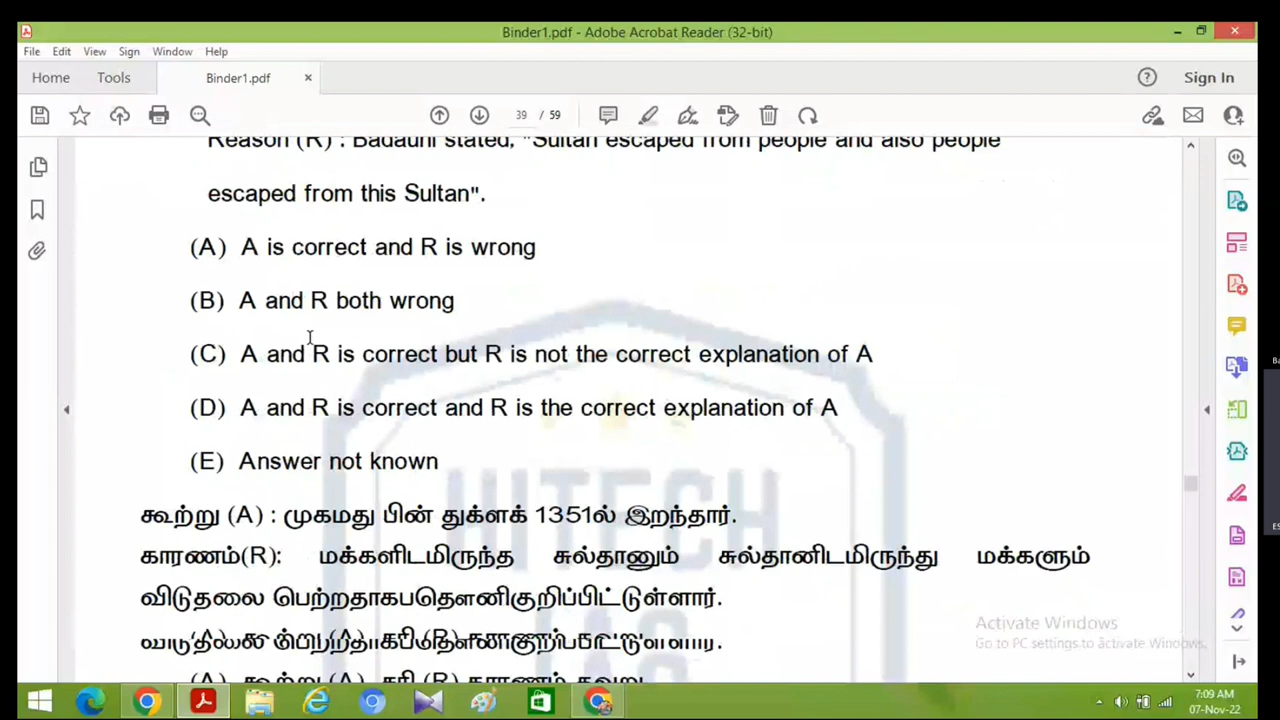 Binder1.pdf - Adobe Acrobat Reader (32-bit)
File Edit View Sign Window Help
Home Tools Binder1.pdf × Sign In
39 / 59
Reason (R) : Badauni stated, "Sultan escaped from people and also people
escaped from this Sultan".
(A) A is correct and R is wrong
(B) A and R both wrong
(C) A and R is correct but R is not the correct explanation of A
(D) A and R is correct and R is the correct explanation of A
(E) Answer not known
கூற்று (A) : முகமது பின் துக்ளக் 1351ல் இறந்தார்.
காரணம்(R): மக்களிடமிருந்த சுல்தானும் சுல்தானிடமிருந்து மக்களும்
விடுதலை பெற்றதாகபதௌனிகுறிப்பிட்டுள்ளார்.
HITECH
IAS
Activate Windows
Go to PC settings to activate Windows.
7:09 AM
07-Nov-22